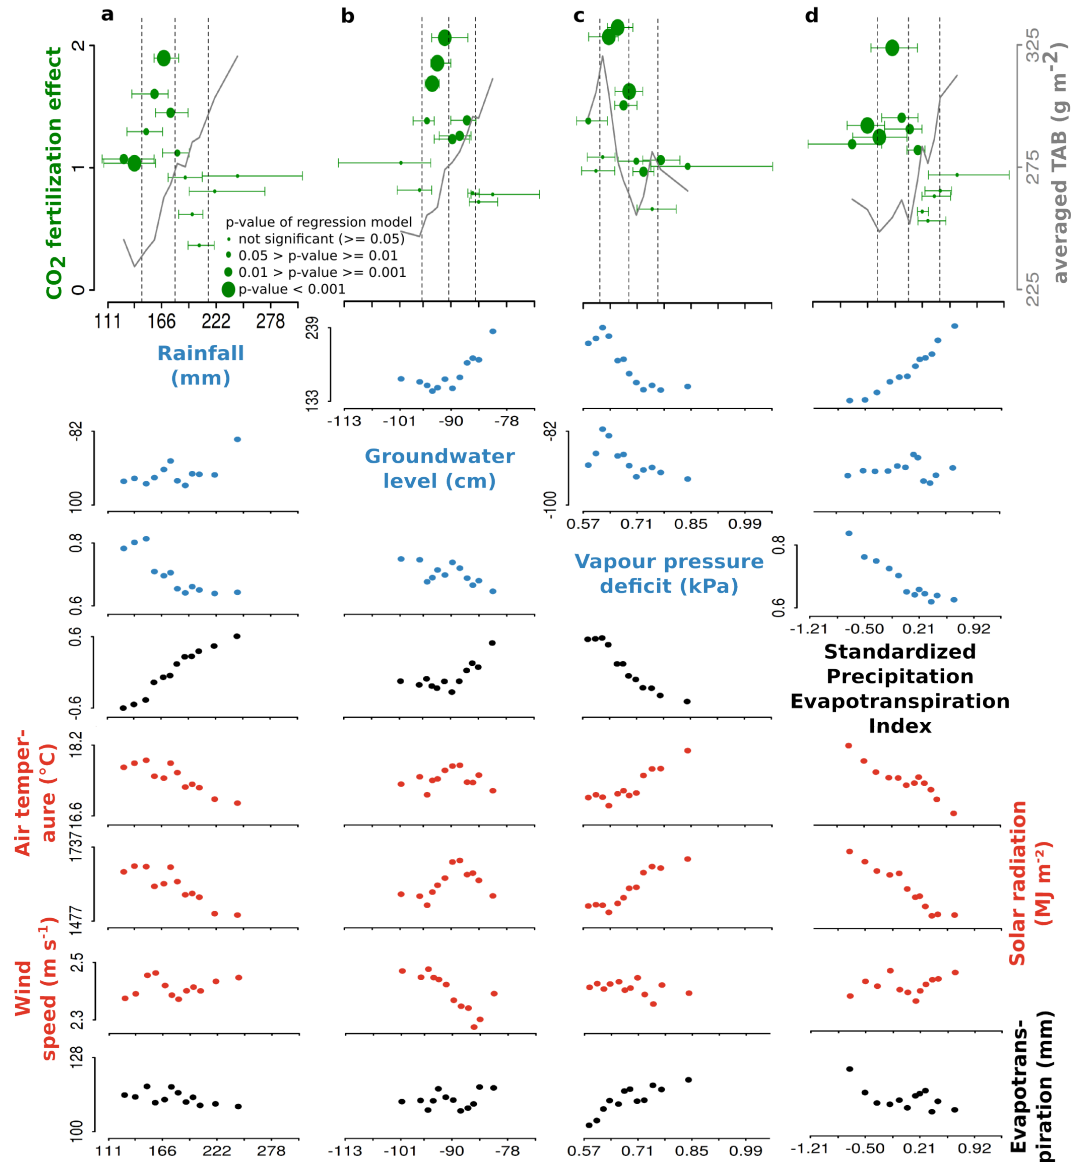 a
b
c
d
2
1
0
CO2 fertilization effect
325
275
225
averaged TAB (g m-2)
p-value of regression model
not significant (>= 0.05)
0.05 > p-value >= 0.01
0.01 > p-value >= 0.001
p-value < 0.001
111 166 222 278
Rainfall
(mm)
239
133
-113 -101 -90 -78
-82
100
Groundwater
level (cm)
-82
-100
0.57 0.71 0.85 0.99
0.8
0.6
Vapour pressure
deficit (kPa)
0.8
0.6
-1.21 -0.50 0.21 0.92
0.6
-0.6
Standardized
Precipitation
Evapotranspiration
Index
Air temper-
aure (°C)
18.2
16.6
1737
1477
Solar radiation
(MJ m-2)
Wind
speed (m s-1)
2.5
2.3
128
100
Evapotrans-
piration (mm)
111 166 222 278
-113 -101 -90 -78
0.57 0.71 0.85 0.99
-1.21 -0.50 0.21 0.92